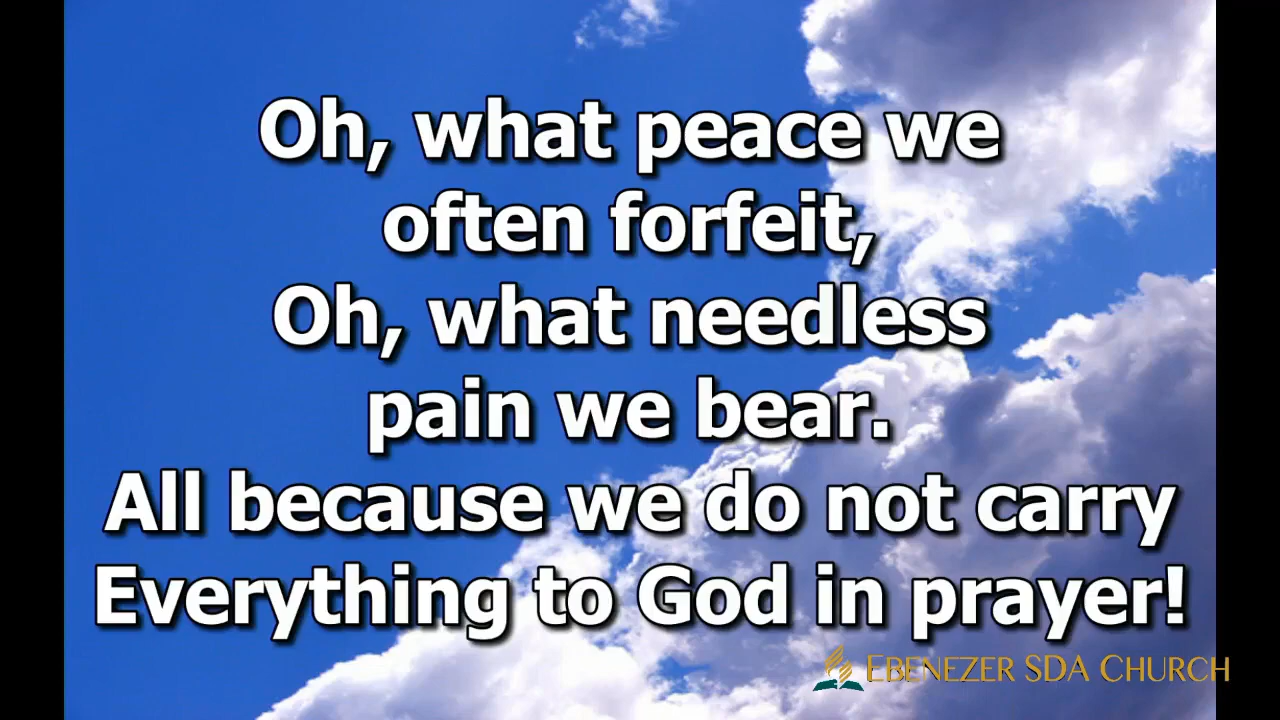 Oh, what peace we
often forfeit,
Oh, what needless
pain we bear.
All because we do not carry
Everything to God in prayer!
EBENEZER SDA CHURCH